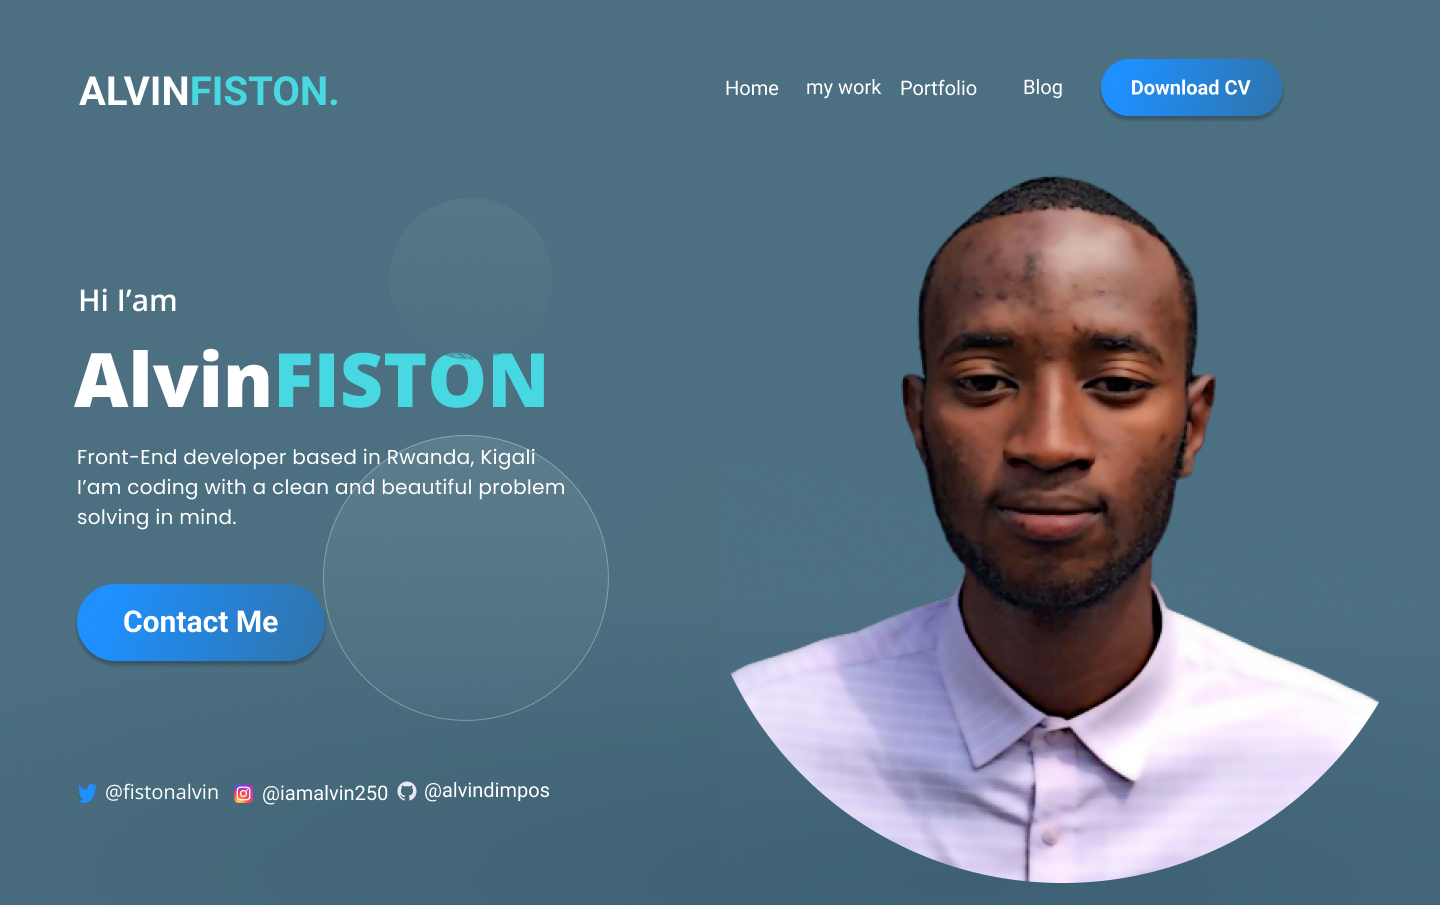 ALVINFISTON.
Home my work Portfolio Blog Download CV
Hi I’am
AlvinFISTON
Front-End developer based in Rwanda, Kigali
I’am coding with a clean and beautiful problem
solving in mind.
Contact Me
@fistonalvin @iamalvin250 @alvindimpos